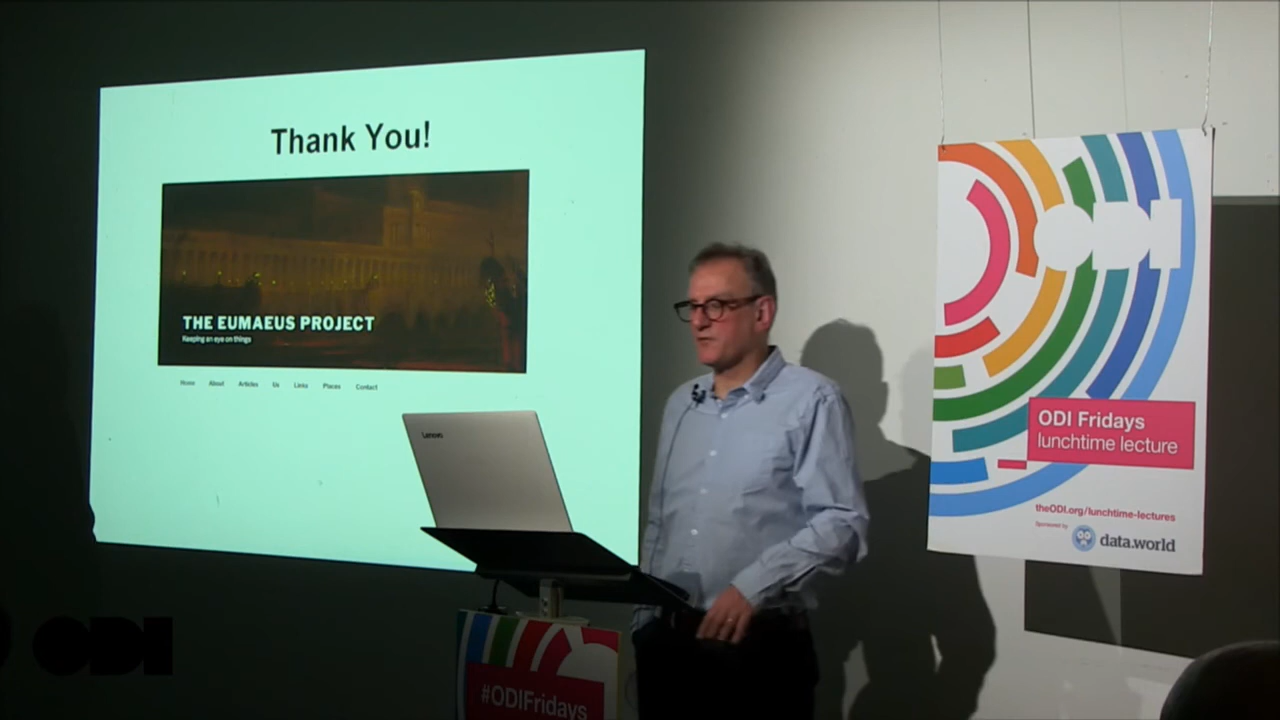 Thank You!
THE EUMAEUS PROJECT
Keeping an eye on things
Home About Articles Us Links Places Contact
Lenovo
ODI Fridays
lunchtime lecture
theODI.org/lunchtime-lectures
Sponsored by
data.world
#ODIFridays
ODI